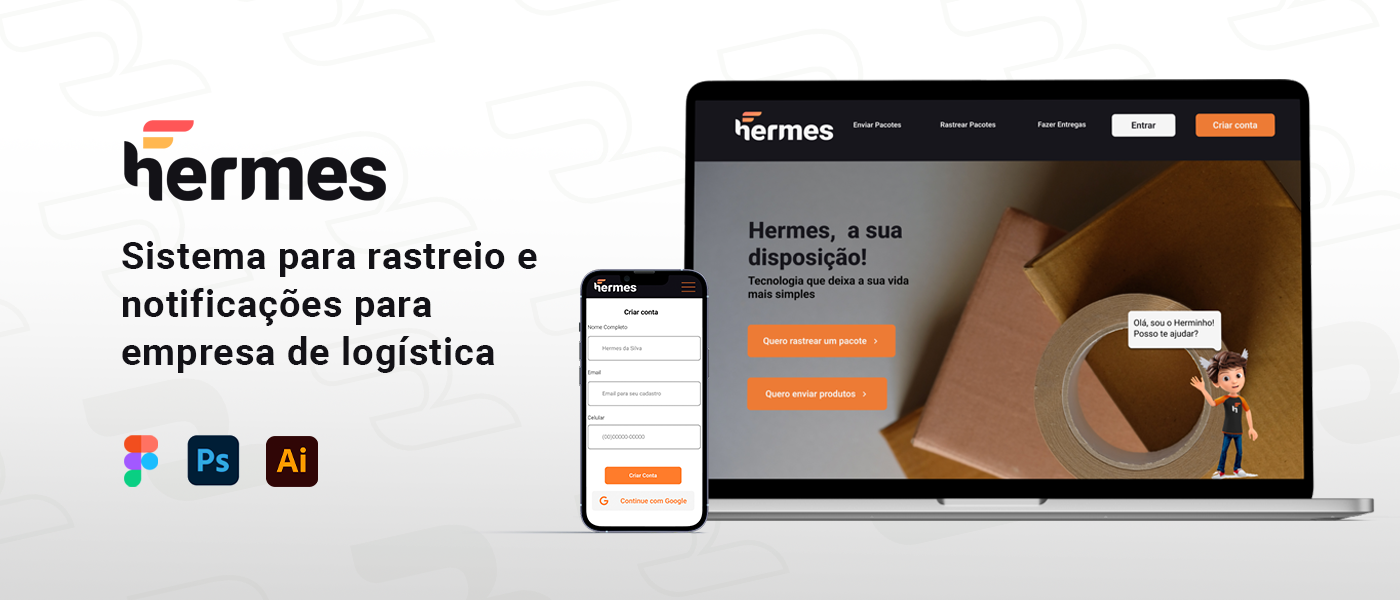 hermes
Sistema para rastreio e
notificações para
empresa de logística
Ps
Ai
hermes
Criar conta
Nome Completo
Hermes da Silva
Email
Email para seu cadastro
Celular
(00)00000-00000
Criar Conta
G Continue com Google
hermes
Enviar Pacotes
Rastrear Pacotes
Fazer Entregas
Entrar
Criar conta
Hermes, a sua
disposição!
Tecnologia que deixa a sua vida
mais simples
Quero rastrear um pacote >
Quero enviar produtos >
Olá, sou o Herminho!
Posso te ajudar?